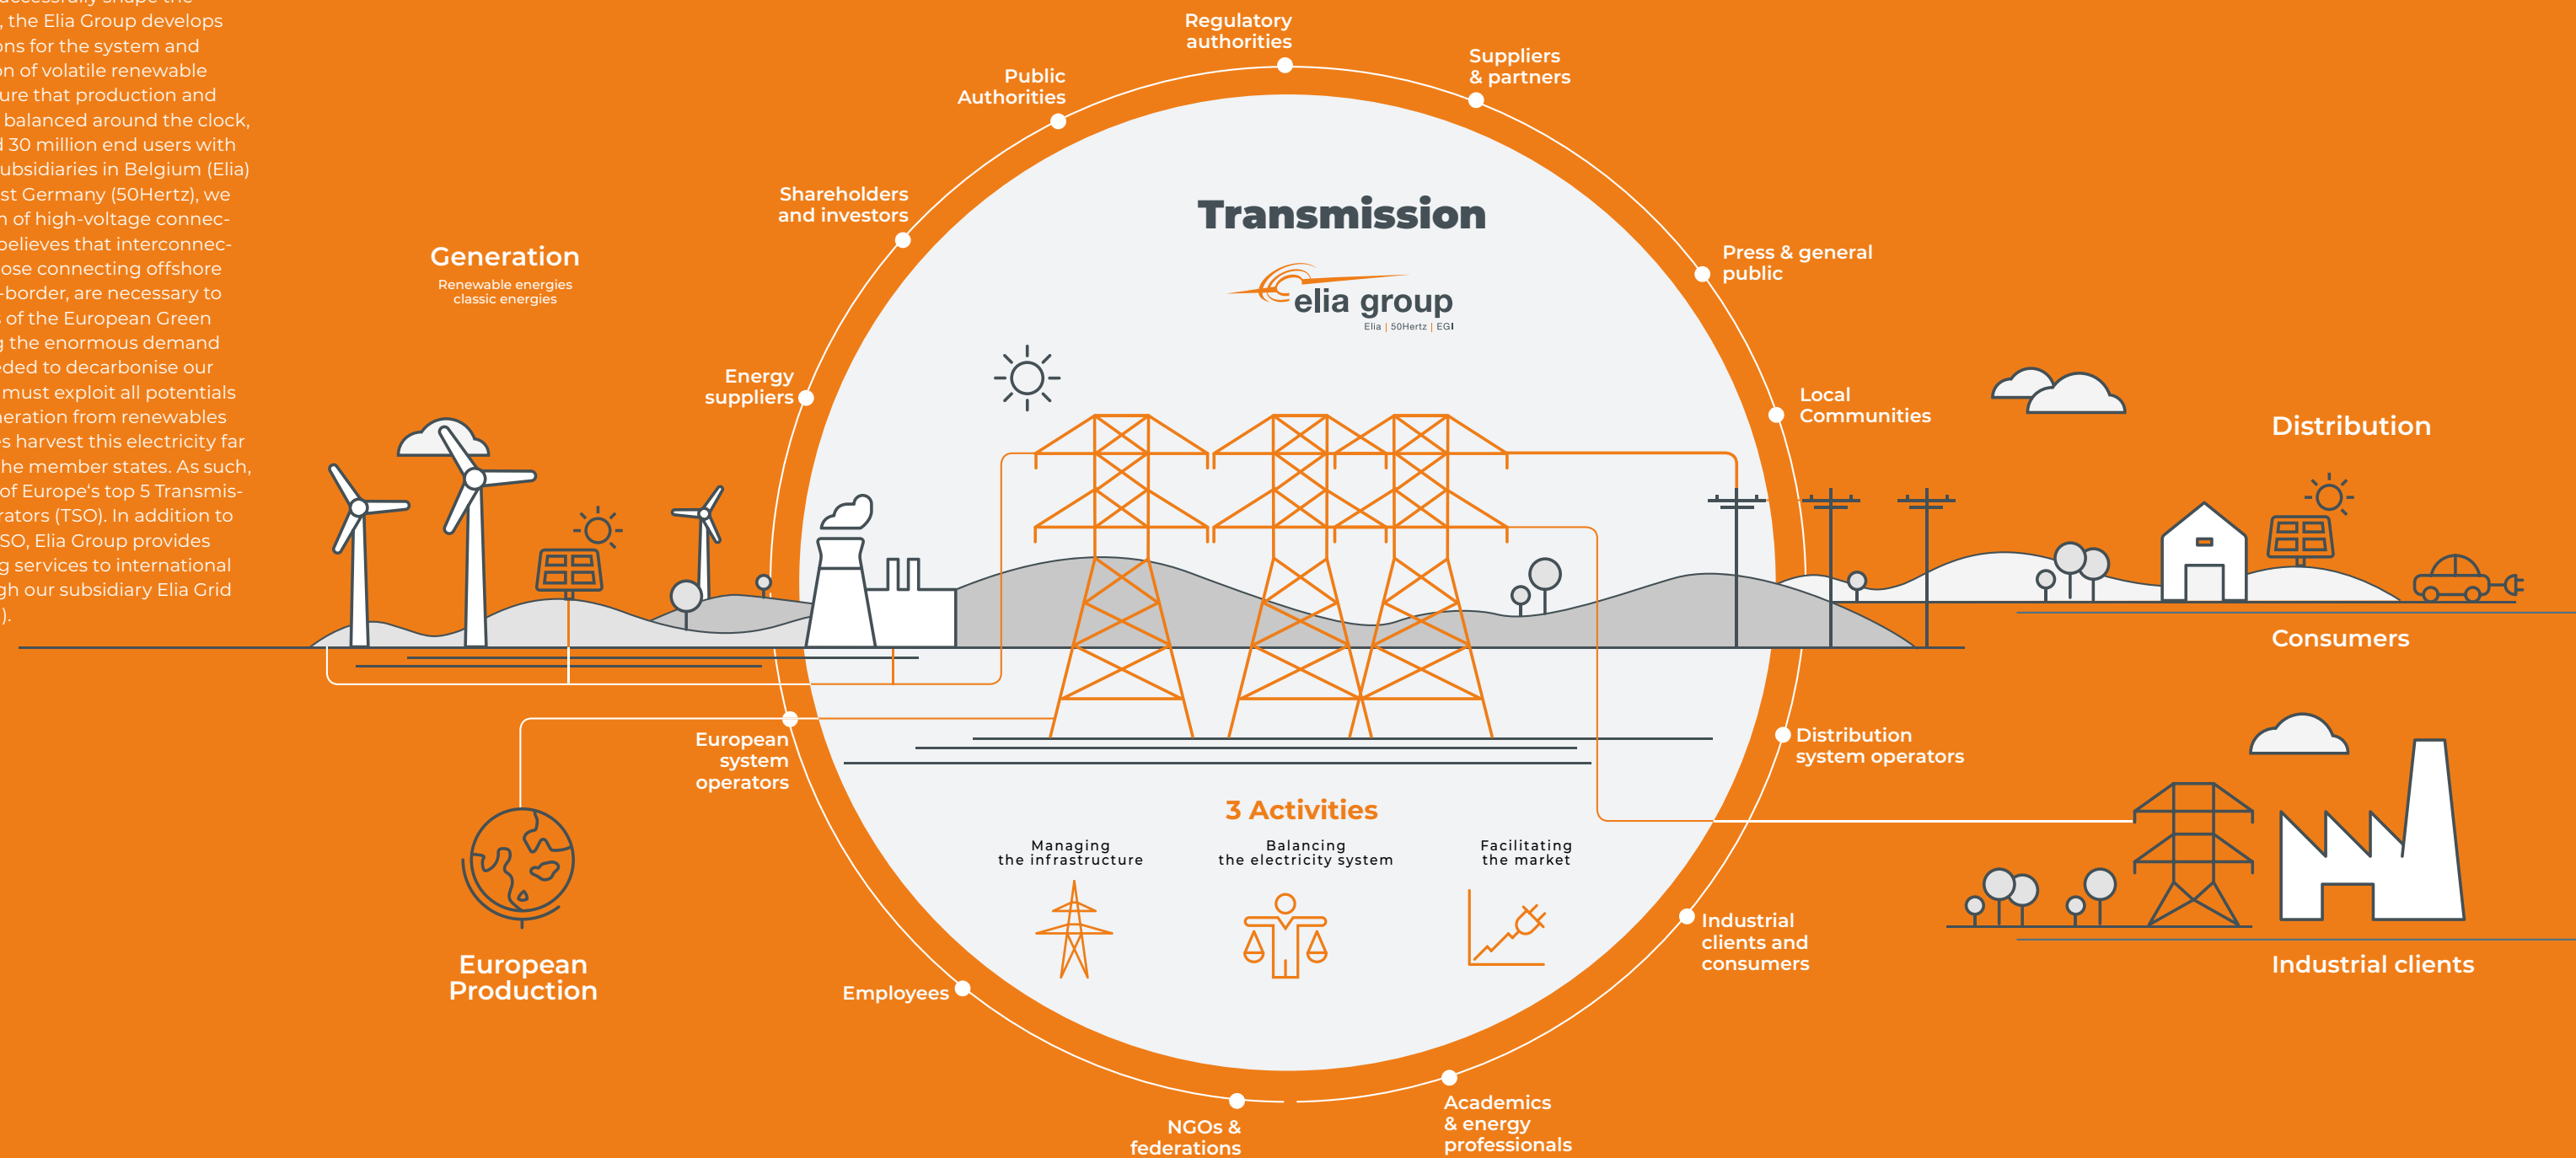 successfully shape the
, the Elia Group develops
ons for the system and
on of volatile renewable
ure that production and
balanced around the clock,
d 30 million end users with
ubsidiaries in Belgium (Elia)
st Germany (50Hertz), we
n of high-voltage connec-
believes that interconnec-
ose connecting offshore
-border, are necessary to
s of the European Green
g the enormous demand
eded to decarbonise our
must exploit all potentials
neration from renewables
es harvest this electricity far
he member states. As such,
of Europe's top 5 Transmis-
rators (TSO). In addition to
SO, Elia Group provides
g services to international
gh our subsidiary Elia Grid
).
Generation
Renewable energies
classic energies
European
Production
Regulatory
authorities
Public
Authorities
Shareholders
and investors
Energy
suppliers
European
system
operators
Employees
NGOs &
federations
Suppliers
& partners
Press & general
public
Local
Communities
Distribution
system operators
Industrial
clients and
consumers
Academics
& energy
professionals
Transmission
elia group
Elia | 50Hertz | EGI
3 Activities
Managing
the infrastructure
Balancing
the electricity system
Facilitating
the market
Distribution
Consumers
Industrial clients